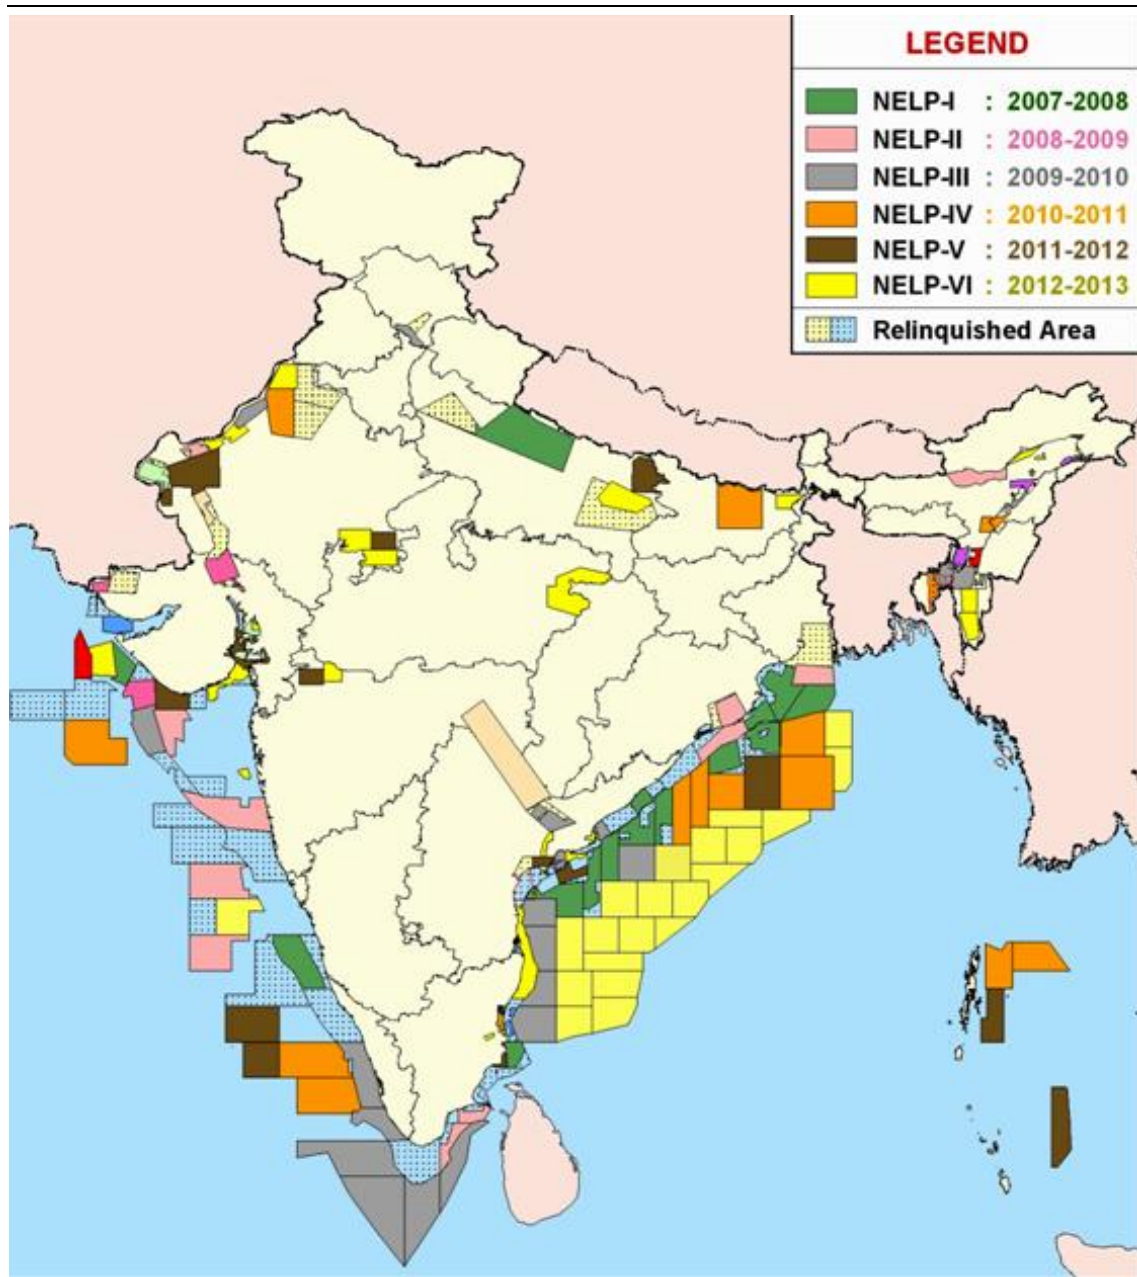 LEGEND
NELP-I : 2007-2008
NELP-II : 2008-2009
NELP-III : 2009-2010
NELP-IV : 2010-2011
NELP-V : 2011-2012
NELP-VI : 2012-2013
Relinquished Area